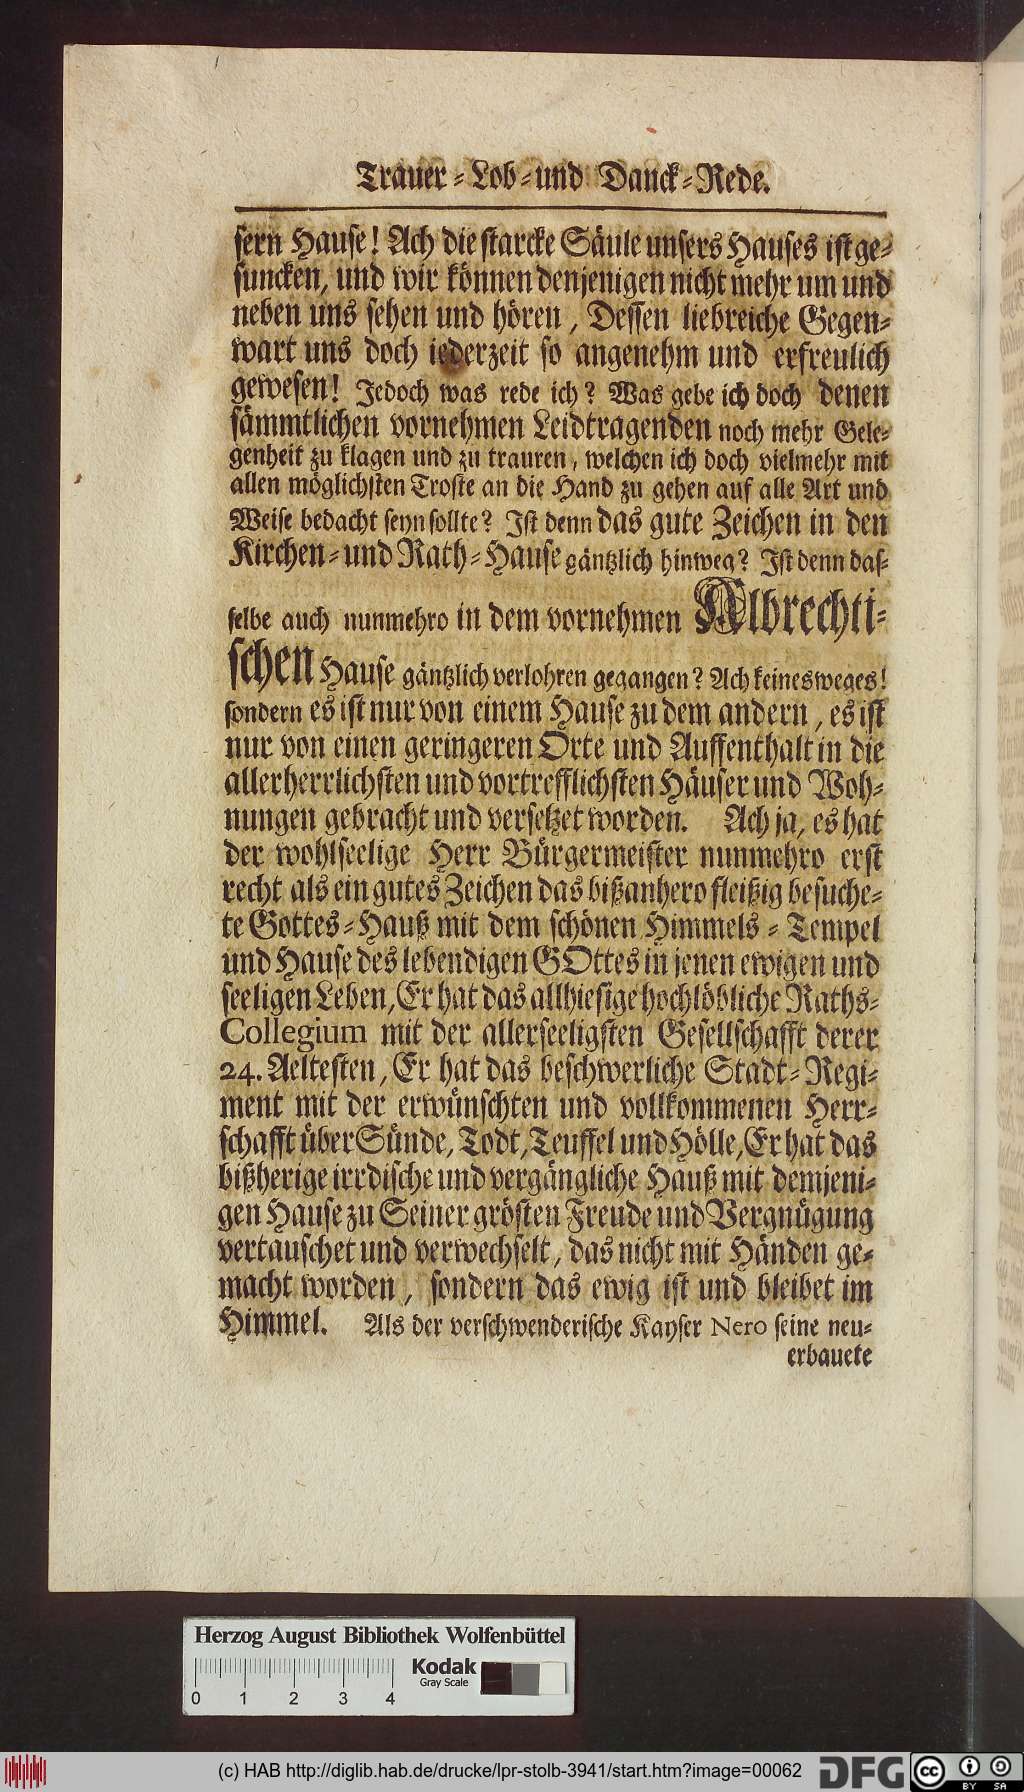 Trauer-Lob-und Danck-Rede.
sern Hause! Ach die starcke Säule unsers Hauses ist ge-
suncken, und wir können denjenigen nicht mehr um und
neben uns sehen und hören, Dessen liebreiche Gegen-
wart uns doch iederzeit so angenehm und erfreulich
gewesen! Jedoch was rede ich? Was gebe ich doch denen
sämmtlichen vornehmen Leidtragenden noch mehr Gele-
genheit zu klagen und zu trauren, welchen ich doch vielmehr mit
allen möglichsten Troste an die Hand zu gehen auf alle Art und
Weise bedacht seyn sollte? Ist denn das gute Zeichen in den
Kirchen-und Rath-Hause gäntzlich hinweg? Ist denn das-
selbe auch nunmehro in dem vornehmen Albrechti-
schen Hause gäntzlich verlohren gegangen? Ach keinesweges!
sondern es ist nur von einem Hause zu dem andern, es ist
nur von einen geringeren Orte und Auffenthalt in die
allerherrlichsten und vortrefflichsten Häuser und Woh-
nungen gebracht und versetzet worden. Ach ja, es hat
der wohlseelige Herr Bürgermeister nunmehro erst
recht als ein gutes Zeichen das bißanhero fleißig besuche-
te Gottes-Hauß mit dem schönen Himmels-Tempel
und Hause des lebendigen GOttes in jenen ewigen und
seeligen Leben, Er hat das allhiesige hochlöbliche Raths-
Collegium mit der allerseeligsten Gesellschafft derer
24. Aeltesten, Er hat das beschwerliche Stadt-Regi-
ment mit der erwünschten und vollkommenen Herr-
schafft über Sünde, Todt, Teuffel und Hölle, Er hat das
bißherige irrdische und vergängliche Hauß mit demjeni-
gen Hause zu Seiner grösten Freude und Vergnügung
vertauschet und verwechselt, das nicht mit Händen ge-
macht worden, sondern das ewig ist und bleibet im
Himmel. Als der verschwenderische Kayser Nero seine neu-
erbauete
Herzog August Bibliothek Wolfenbüttel
Kodak
Gray Scale
0 1 2 3 4
(c) HAB http://diglib.hab.de/drucke/lpr-stolb-3941/start.htm?image=00062
DFG
cc BY SA